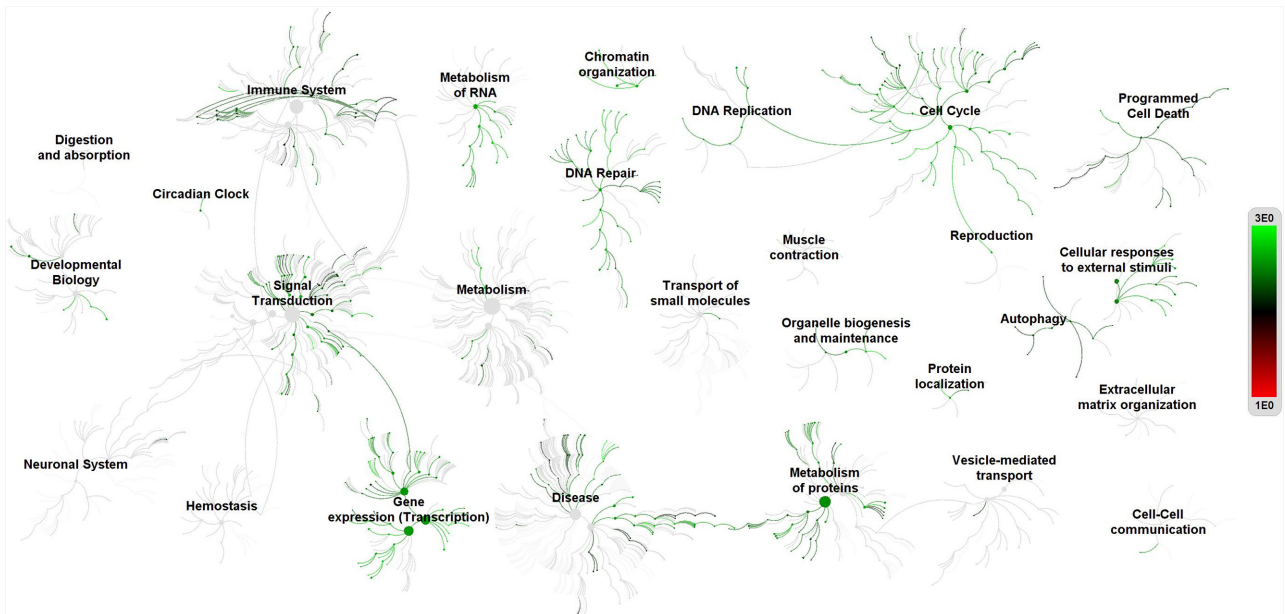 Immune System
Metabolism
of RNA
Chromatin
organization
DNA Replication
Cell Cycle
Programmed
Cell Death
Digestion
and absorption
Circadian Clock
DNA Repair
Developmental
Biology
Signal
Transduction
Metabolism
Transport of
small molecules
Muscle
contraction
Reproduction
Cellular responses
to external stimuli
3E0
1E0
Organelle biogenesis
and maintenance
Autophagy
Protein
localization
Extracellular
matrix organization
Neuronal System
Hemostasis
Gene
expression (Transcription)
Disease
Metabolism
of proteins
Vesicle-mediated
transport
Cell-Cell
communication